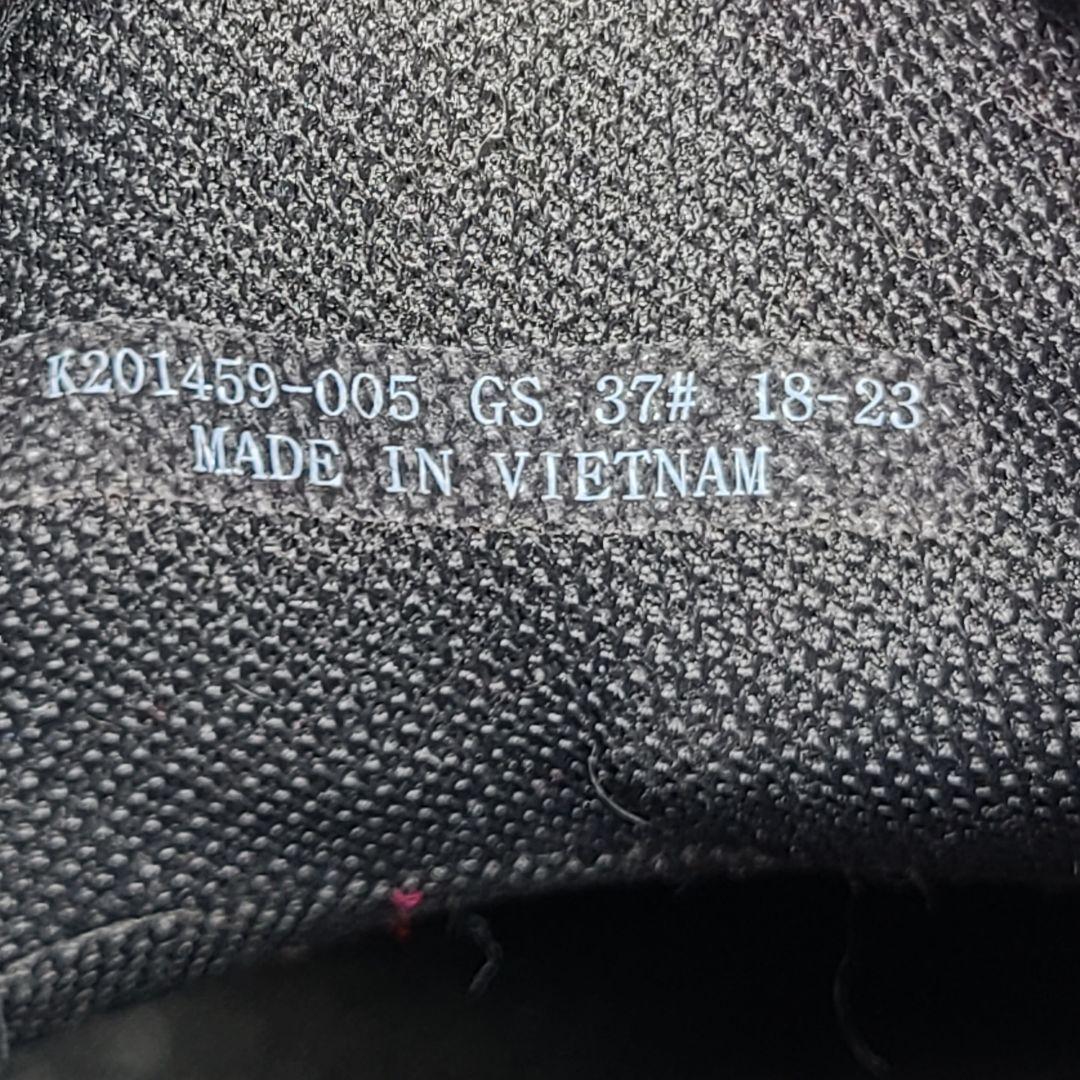 K201459-005 GS 37# 18-23
MADE IN VIETNAM